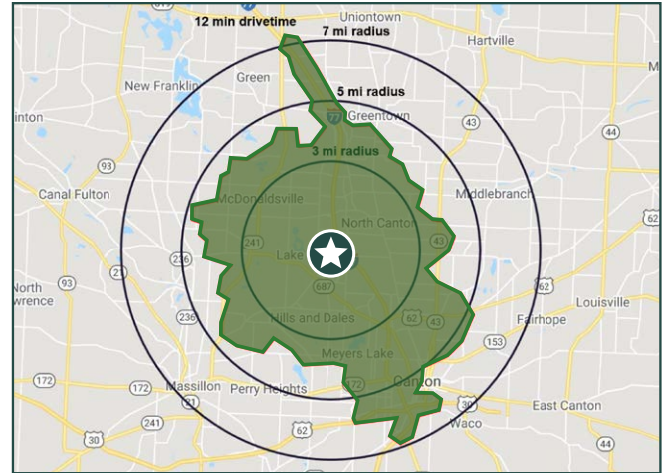 12 min drivetime
Uniontown
7 mi radius
Hartville
Green
New Franklin
5 mi radius
inton
77
Greentown
43
44
3 mi radius
93
Canal Fulton
McDonaldsville
Middlebranch
62
North Canton
241
43
Lake
236
687
93
21
62
North
wrence
Louisville
236
Hills and Dales
62
43
Fairhope
153
Meyers Lake
172
172
Massillon
Perry Heights
172
Canton
21
30
East Canton
241
62
Waco
30
44